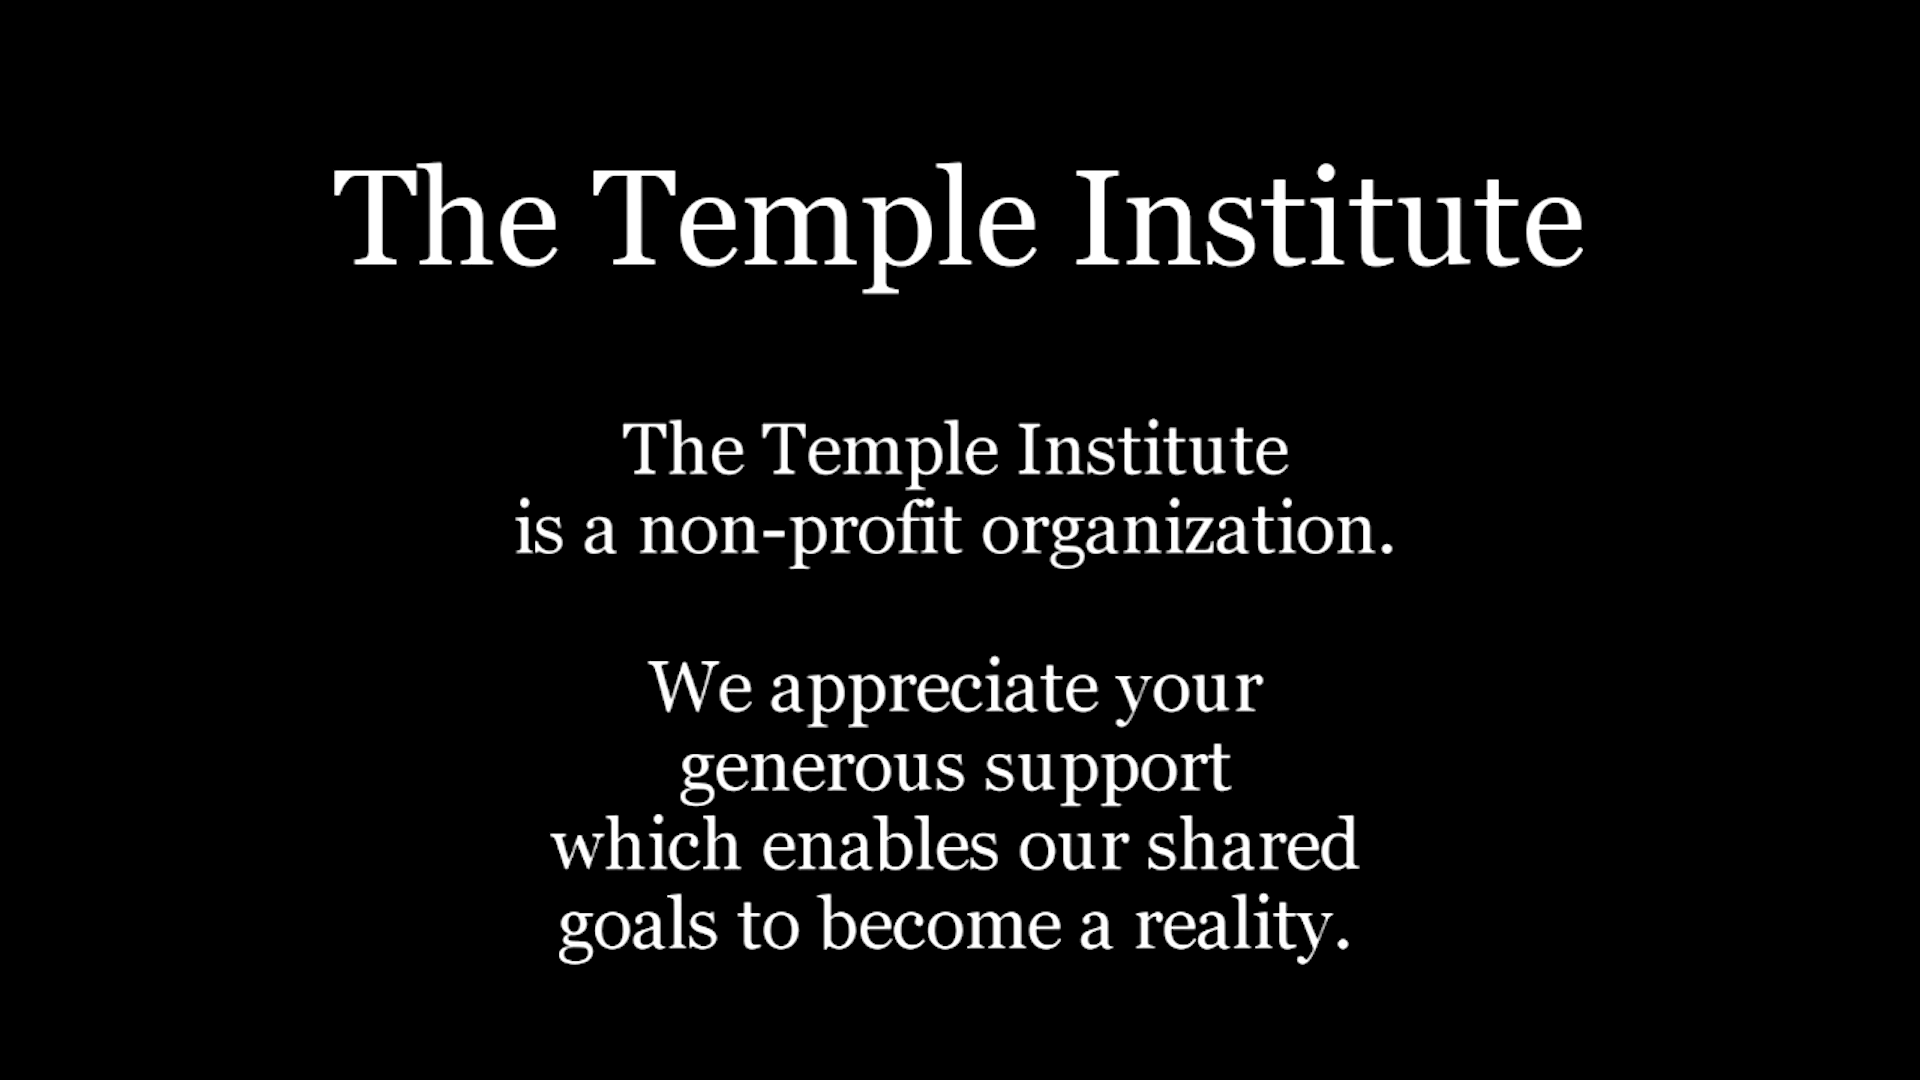 The Temple Institute
The Temple Institute
is a non-profit organization.
We appreciate your
generous support
which enables our shared
goals to become a reality.